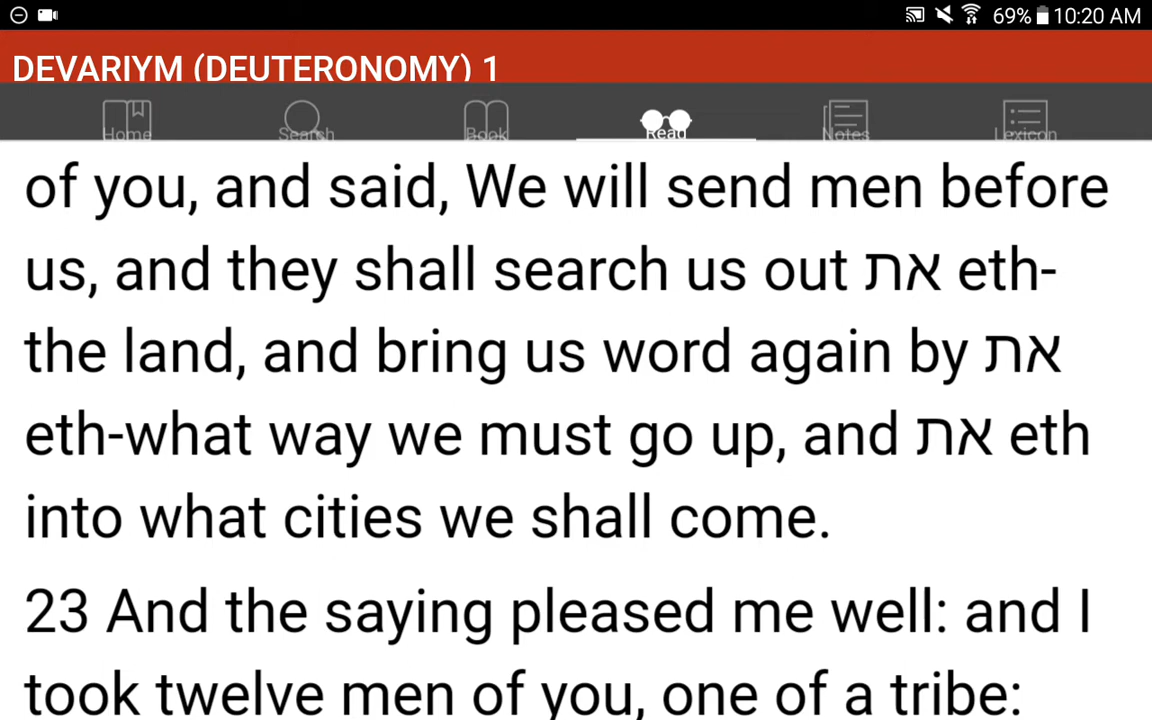 69% 10:20 AM
DEVARIYM (DEUTERONOMY) 1
Home Search Book Read Notes Lexicon
of you, and said, We will send men before
us, and they shall search us out את eth-
the land, and bring us word again by את
eth-what way we must go up, and את eth
into what cities we shall come.
23 And the saying pleased me well: and I
took twelve men of you, one of a tribe: